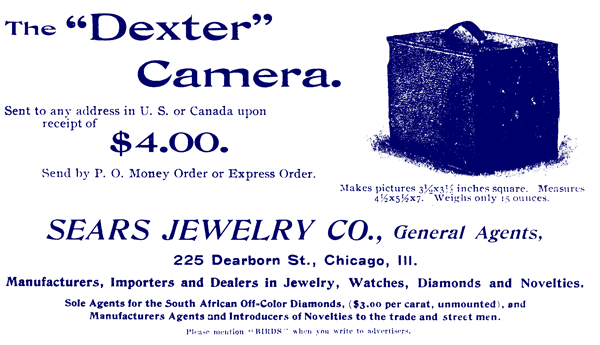 The “Dexter”
Camera.
Sent to any address in U. S. or Canada upon
receipt of
$4.00.
Send by P. O. Money Order or Express Order.
Makes pictures 3½x3½ inches square. Measures
4½x5½x7. Weighs only 15 ounces.
SEARS JEWELRY CO., General Agents,
225 Dearborn St., Chicago, Ill.
Manufacturers, Importers and Dealers in Jewelry, Watches, Diamonds and Novelties.
Sole Agents for the South African Off-Color Diamonds, ($3.00 per carat, unmounted), and
Manufacturers Agents and Introducers of Novelties to the trade and street men.
Please mention “BIRDS” when you write to advertisers.